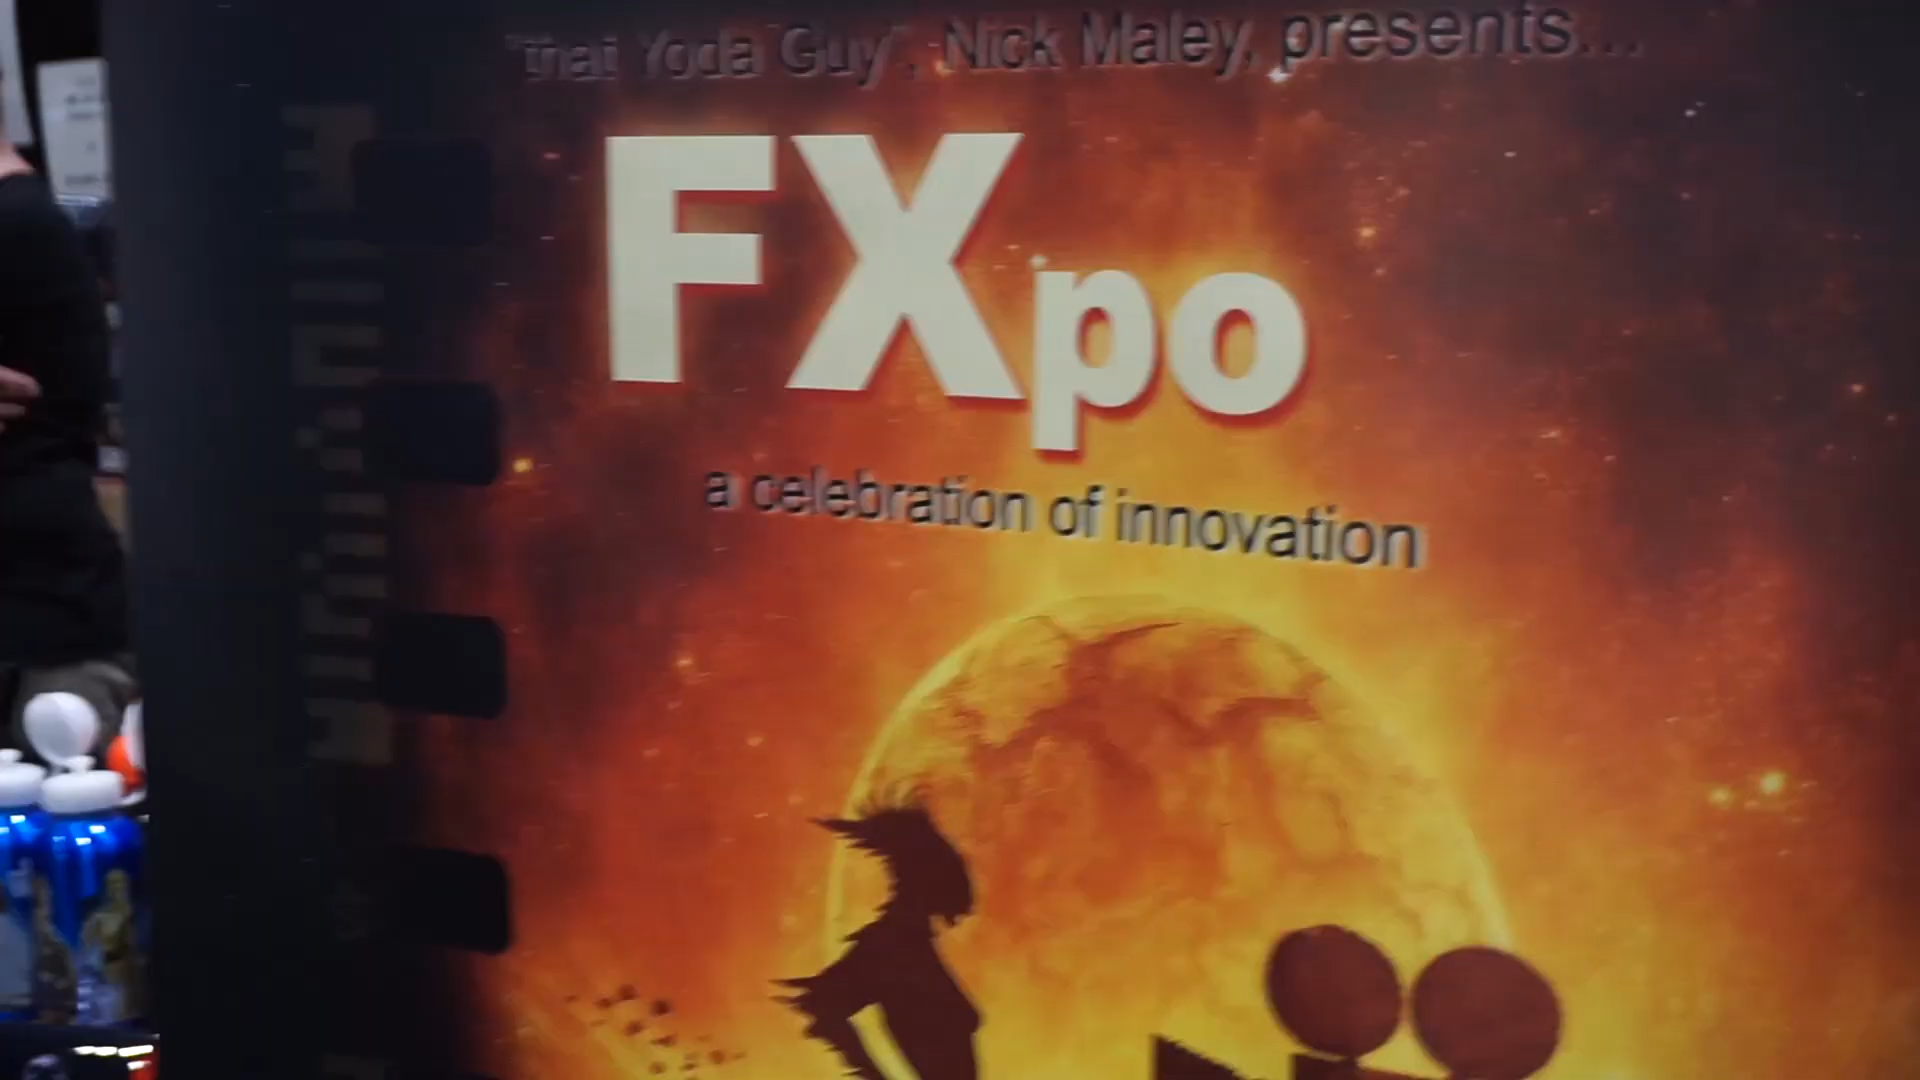 "that Yoda Guy", Nick Maley, presents...
FXpo
a celebration of innovation